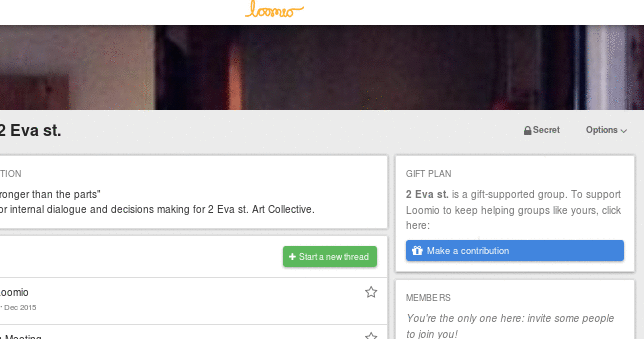 loomio
2 Eva st.
Secret
Options
TION
ronger than the parts"
or internal dialogue and decisions making for 2 Eva st. Art Collective.
Start a new thread
oomio
Dec 2015
Meeting
GIFT PLAN
2 Eva st. is a gift-supported group. To support
Loomio to keep helping groups like yours, click
here:
Make a contribution
MEMBERS
You're the only one here: invite some people
to join you!